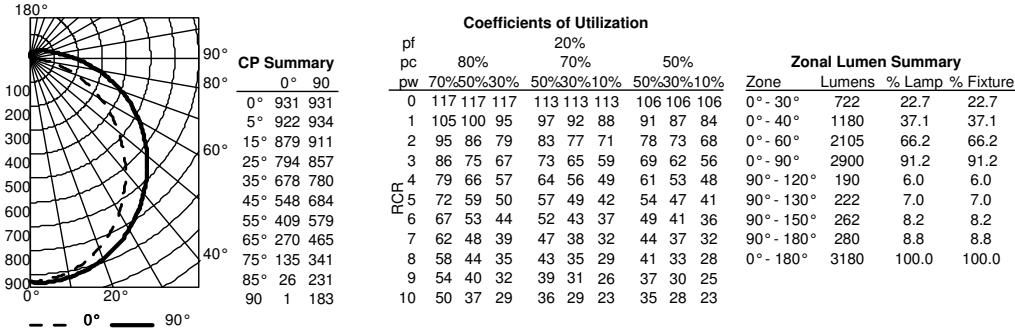 180°
90°
80°
60°
40°
100
200
300
400
500
600
700
800
900
0° 20°
0° 90°
CP Summary
0° 90
0° 931 931
5° 922 934
15° 879 911
25° 794 857
35° 678 780
45° 548 684
55° 409 579
65° 270 465
75° 135 341
85° 26 231
90 1 183
Coefficients of Utilization
pf 20%
pc 80% 70% 50%
pw 70%50%30% 50%30%10% 50%30%10%
RCR
0 117 117 117 113 113 113 106 106 106
1 105 100 95 97 92 88 91 87 84
2 95 86 79 83 77 71 78 73 68
3 86 75 67 73 65 59 69 62 56
4 79 66 57 64 56 49 61 53 48
5 72 59 50 57 49 42 54 47 41
6 67 53 44 52 43 37 49 41 36
7 62 48 39 47 38 32 44 37 32
8 58 44 35 43 35 29 41 33 28
9 54 40 32 39 31 26 37 30 25
10 50 37 29 36 29 23 35 28 23
Zonal Lumen Summary
Zone Lumens % Lamp % Fixture
0° - 30° 722 22.7 22.7
0° - 40° 1180 37.1 37.1
0° - 60° 2105 66.2 66.2
0° - 90° 2900 91.2 91.2
90° - 120° 190 6.0 6.0
90° - 130° 222 7.0 7.0
90° - 150° 262 8.2 8.2
90° - 180° 280 8.8 8.8
0° - 180° 3180 100.0 100.0